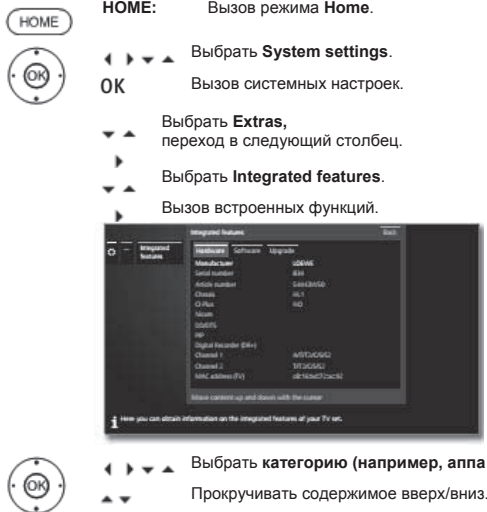 HOME: Вызов режима Home.
HOME
Выбрать System settings.
OK
OK Вызов системных настроек.
Выбрать Extras,
переход в следующий столбец.
Выбрать Integrated features.
Вызов встроенных функций.
Integrated features Back
Integrated
features
Hardware Software Upgrade
Manufacturer LOEWE
Serial number
Article number
Chassis
CI Plus
Nicam
DD/DTS
PIP
Digital Recorder (DR+)
Channel 1
Channel 2
MAC address (TV)
Move content up and down with the cursor
i Here you can obtain information on the integrated features of your TV set.
OK
Выбрать категорию (например, аппа
Прокручивать содержимое вверх/вниз.